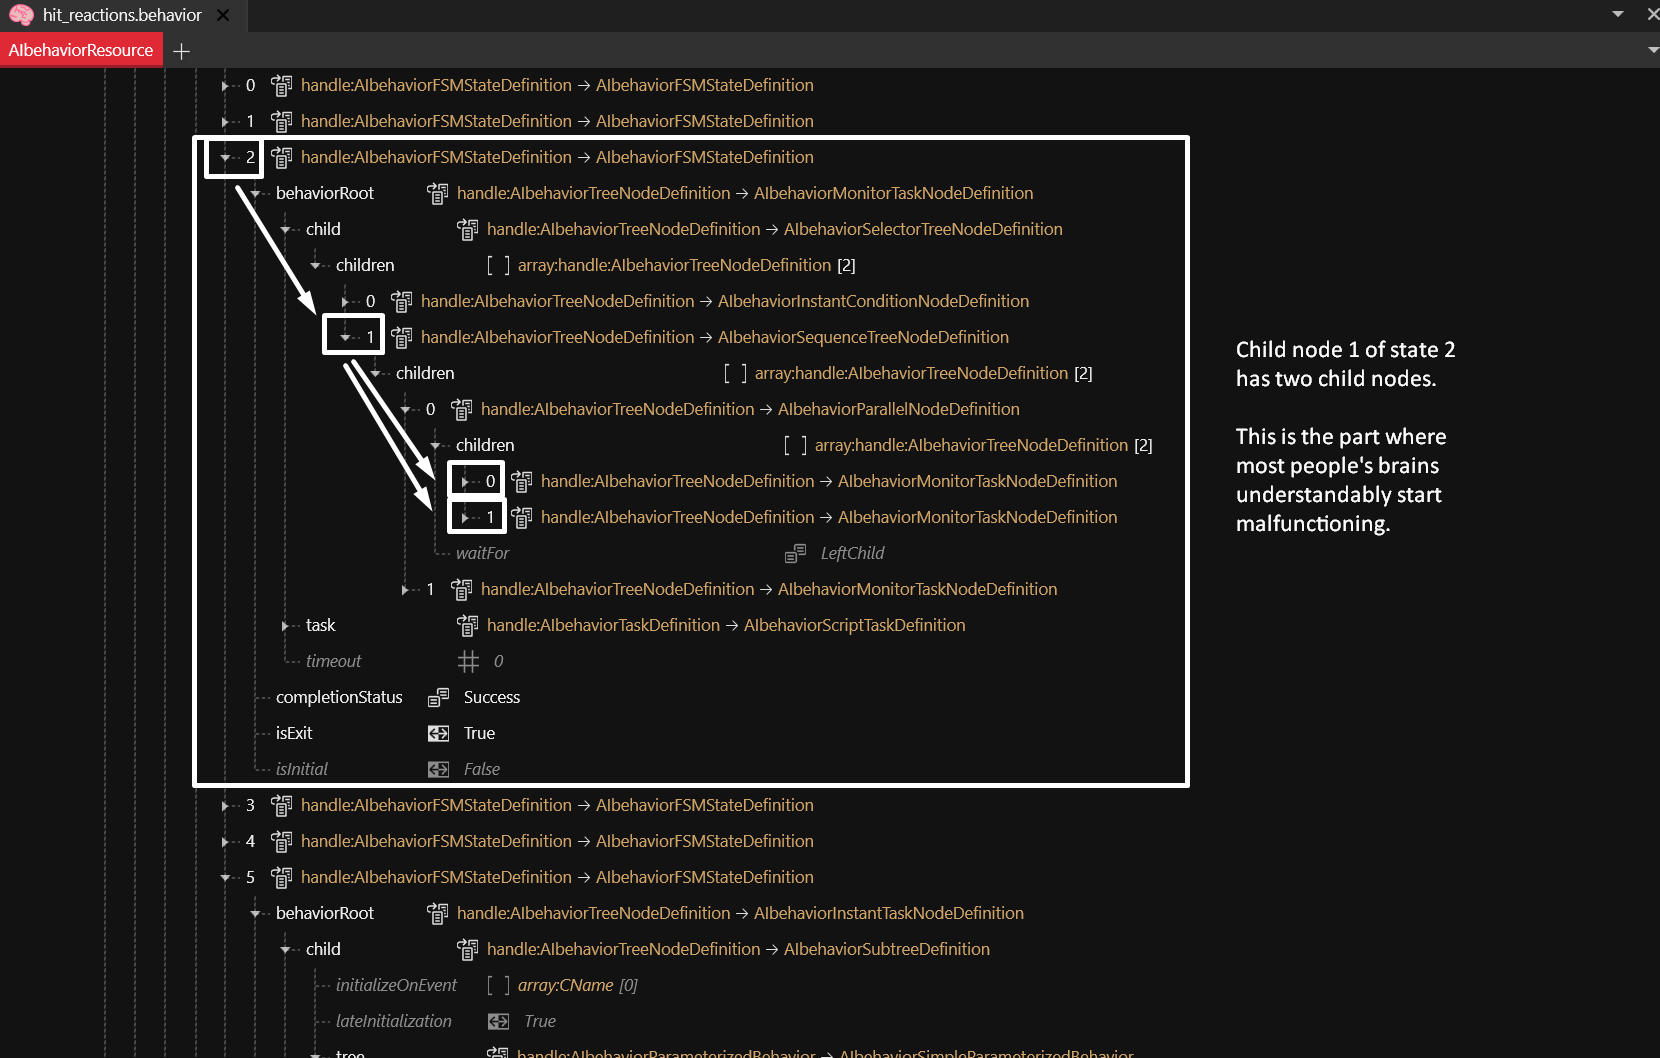 hit_reactions.behavior
AIbehaviorResource
0 handle:AIbehaviorFSMStateDefinition → AIbehaviorFSMStateDefinition
1 handle:AIbehaviorFSMStateDefinition → AIbehaviorFSMStateDefinition
2 handle:AIbehaviorFSMStateDefinition → AIbehaviorFSMStateDefinition
behaviorRoot handle:AIbehaviorTreeNodeDefinition → AIbehaviorMonitorTaskNodeDefinition
child handle:AIbehaviorTreeNodeDefinition → AIbehaviorSelectorTreeNodeDefinition
children [ ] array:handle:AIbehaviorTreeNodeDefinition [2]
0 handle:AIbehaviorTreeNodeDefinition → AIbehaviorInstantConditionNodeDefinition
1 handle:AIbehaviorTreeNodeDefinition → AIbehaviorSequenceTreeNodeDefinition
children [ ] array:handle:AIbehaviorTreeNodeDefinition [2]
0 handle:AIbehaviorTreeNodeDefinition → AIbehaviorParallelNodeDefinition
children [ ] array:handle:AIbehaviorTreeNodeDefinition [2]
0 handle:AIbehaviorTreeNodeDefinition → AIbehaviorMonitorTaskNodeDefinition
1 handle:AIbehaviorTreeNodeDefinition → AIbehaviorMonitorTaskNodeDefinition
waitFor LeftChild
1 handle:AIbehaviorTreeNodeDefinition → AIbehaviorMonitorTaskNodeDefinition
task handle:AIbehaviorTaskDefinition → AIbehaviorScriptTaskDefinition
timeout 0
completionStatus Success
isExit True
isInitial False
3 handle:AIbehaviorFSMStateDefinition → AIbehaviorFSMStateDefinition
4 handle:AIbehaviorFSMStateDefinition → AIbehaviorFSMStateDefinition
5 handle:AIbehaviorFSMStateDefinition → AIbehaviorFSMStateDefinition
behaviorRoot handle:AIbehaviorTreeNodeDefinition → AIbehaviorInstantTaskNodeDefinition
child handle:AIbehaviorTreeNodeDefinition → AIbehaviorSubtreeDefinition
initializeOnEvent [ ] array:CName [0]
lateInitialization True
tree handle:AIbehaviorParameterizedBehavior → AIbehaviorSimpleParameterizedBehavior
Child node 1 of state 2
has two child nodes.
This is the part where
most people's brains
understandably start
malfunctioning.